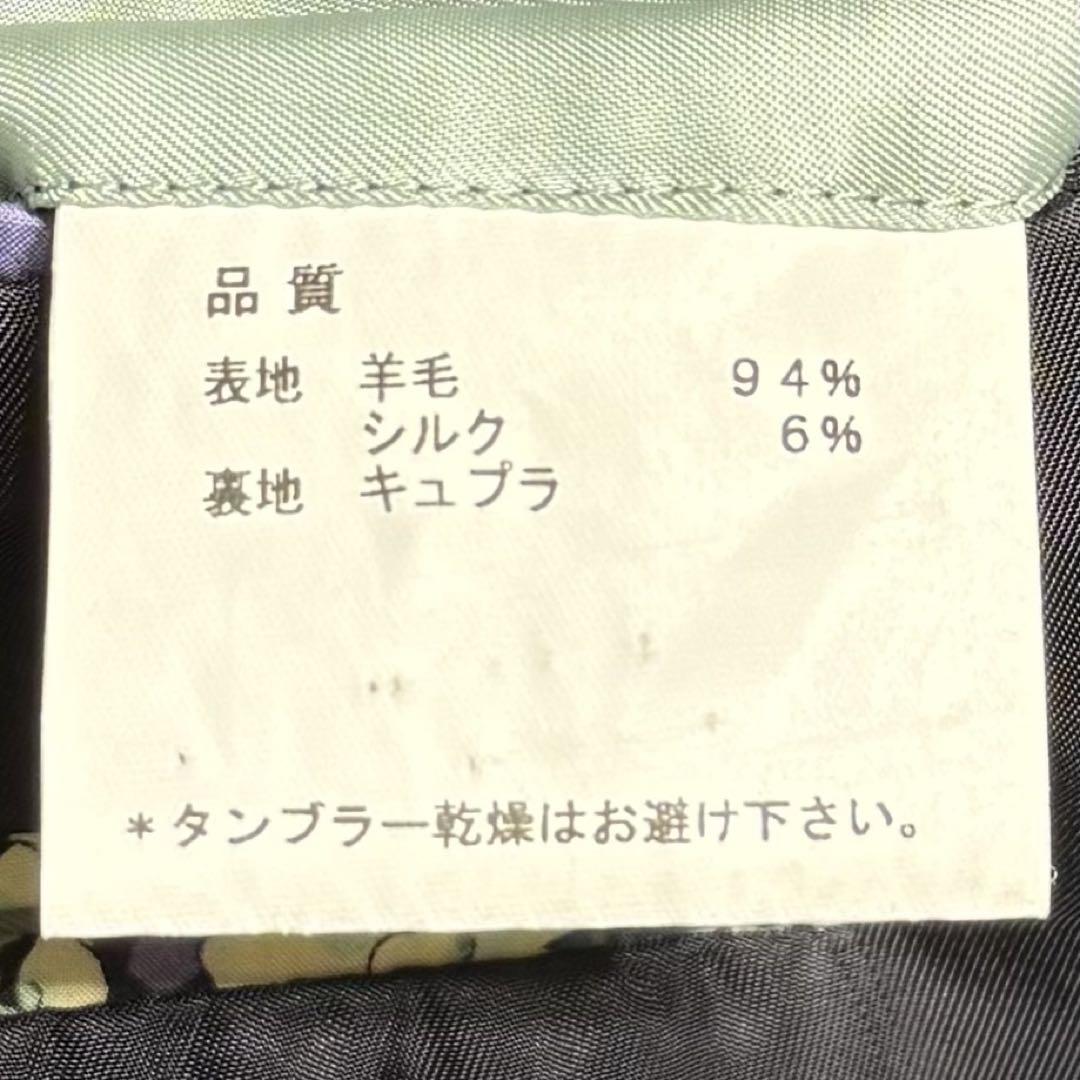 品質
表地 羊毛 94%
シルク 6%
裏地 キュプラ
*タンブラー乾燥はお避け下さい。